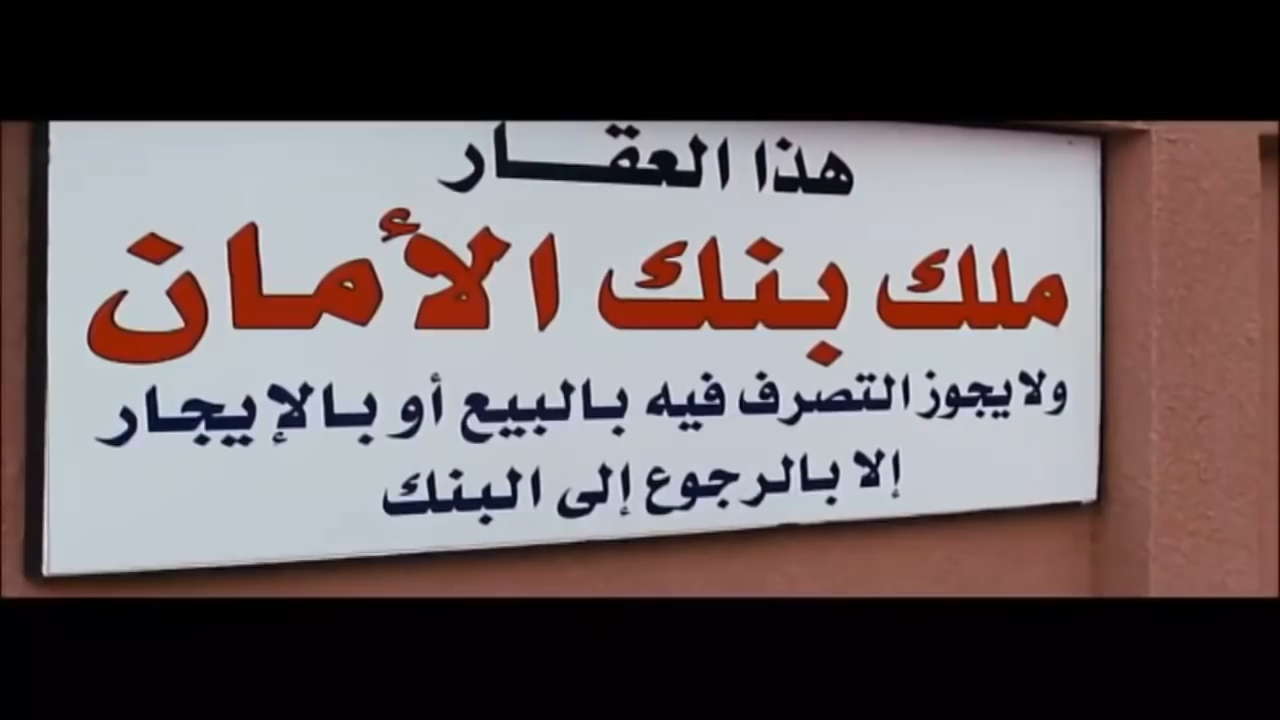 هذا العقار
ملك بنك الأمان
ولا يجوز التصرف فيه بالبيع أو بالإيجار
إلا بالرجوع إلى البنك